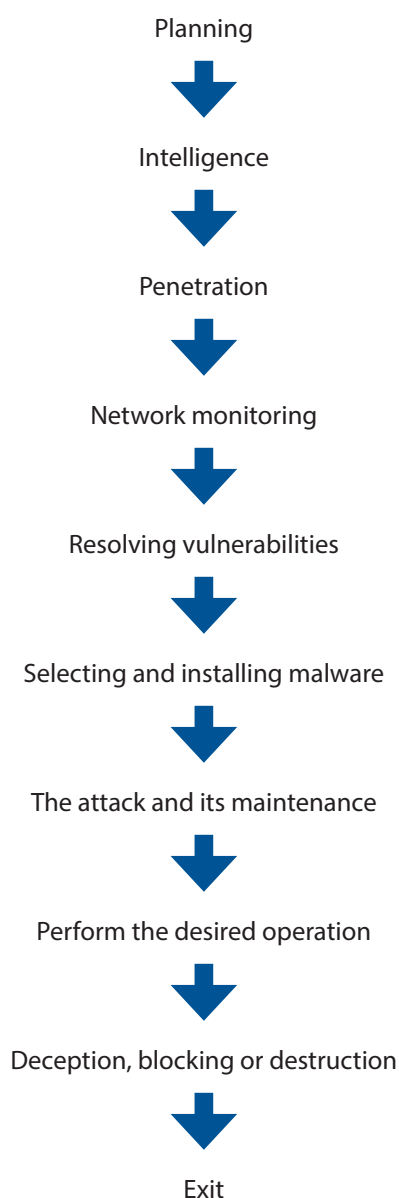 Planning
Intelligence
Penetration
Network monitoring
Resolving vulnerabilities
Selecting and installing malware
The attack and its maintenance
Perform the desired operation
Deception, blocking or destruction
Exit